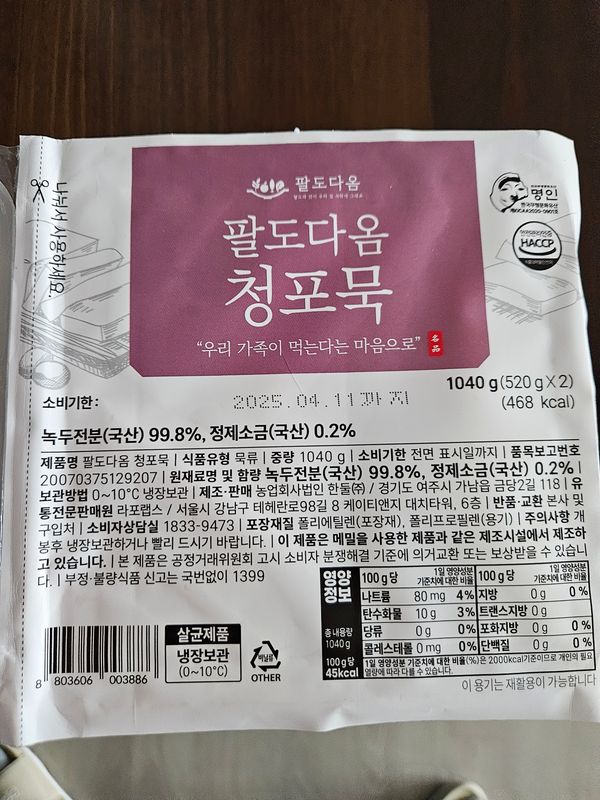 팔도다옴
팔도다옴
청포묵
“우리 가족이 먹는다는 마음으로”
名品
명인
HACCP
나눠서 사용하세요.
1040 g (520 g X 2)
(468 kcal)
소비기한 :
2025.04.11까지
녹두전분(국산) 99.8%, 정제소금(국산) 0.2%
제품명 팔도다옴 청포묵 | 식품유형 묵류 | 중량 1040 g | 소비기한 전면 표시일까지 | 품목보고번호
20070375129207 | 원재료명 및 함량 녹두전분(국산) 99.8%, 정제소금(국산) 0.2% |
보관방법 0~10°C 냉장보관 | 제조·판매 농업회사법인 한둘㈜ / 경기도 여주시 가남읍 금당2길 118 | 유
통전문판매원 라포랩스 / 서울시 강남구 테헤란로98길 8 케이티앤지 대치타워, 6층 | 반품·교환 본사 및
구입처 | 소비자상담실 1833-9473 | 포장재질 폴리에틸렌(포장재), 폴리프로필렌(용기) | 주의사항 개
봉후 냉장보관하거나 빨리 드시기 바랍니다. | 이 제품은 메밀을 사용한 제품과 같은 제조시설에서 제조하
고 있습니다. | 본 제품은 공정거래위원회 고시 소비자 분쟁해결 기준에 의거교환 또는 보상받을 수 있습니
다. | 부정·불량식품 신고는 국번없이 1399
영양정보
총 내용량 1040 g
100 g 당 45kcal
100 g 당 1일 영양성분 기준치에 대한 비율 100 g 당 1일 영양성분 기준치에 대한 비율
나트륨 80 mg 4% 지방 0 g 0 %
탄수화물 10 g 3% 트랜스지방 0 g
당류 0 g 0% 포화지방 0 g 0 %
콜레스테롤 0 mg 0% 단백질 0 g 0 %
1일 영양성분 기준치에 대한 비율(%)은 2000kcal기준이므로 개인의 필요
열량에 따라 다를 수 있습니다.
이 용기는 재활용이 가능합니다
살균제품
냉장보관
(0~10°C)
비닐류
OTHER
8 803606 003886